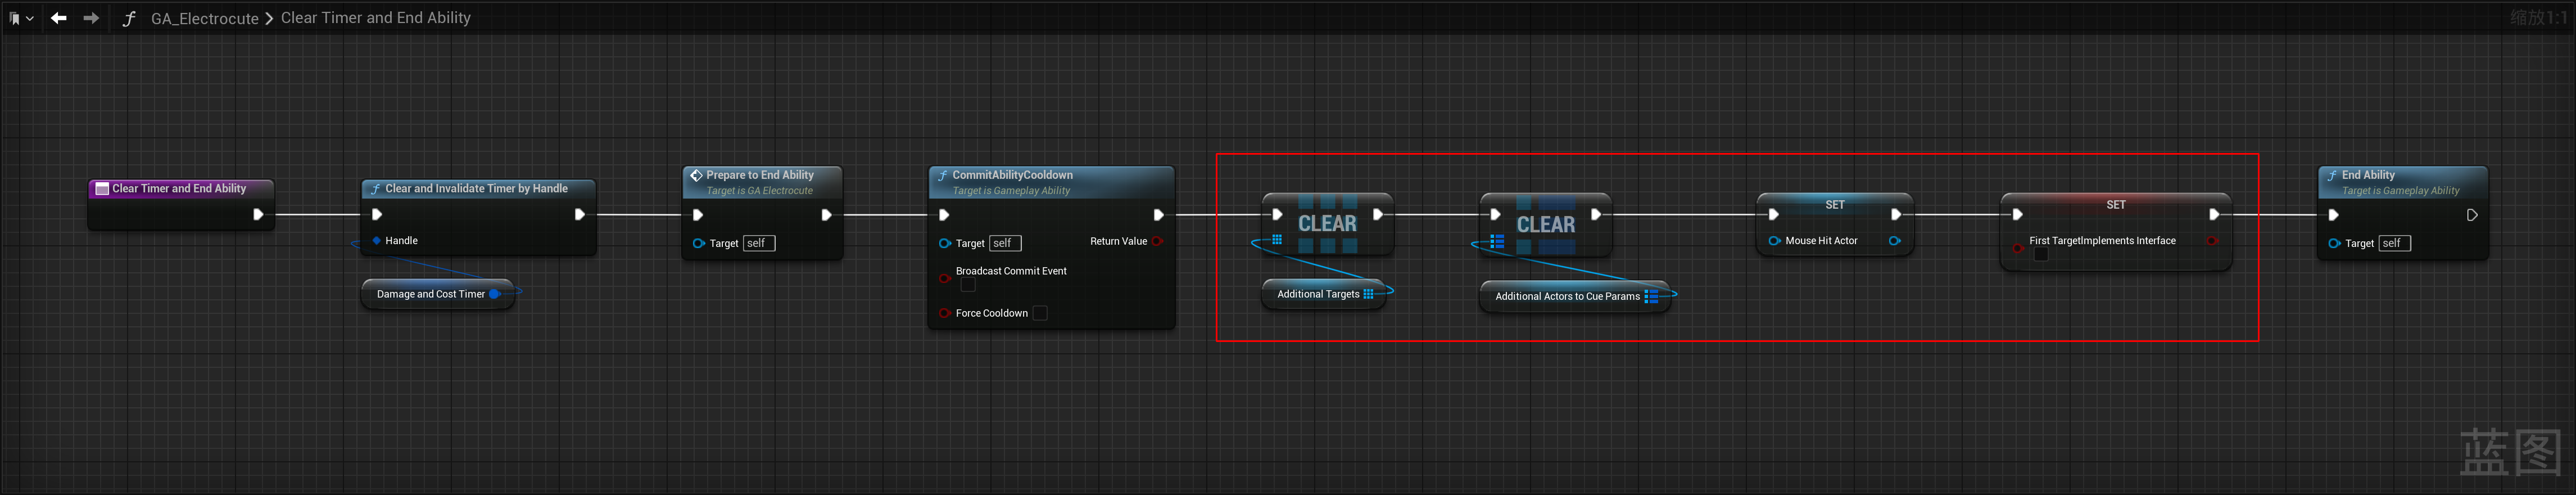 GA_Electrocute > Clear Timer and End Ability
缩放1:1
Clear Timer and End Ability
Clear and Invalidate Timer by Handle
Handle
Damage and Cost Timer
Prepare to End Ability
Target is GA Electrocute
Target self
CommitAbilityCooldown
Target is Gameplay Ability
Target self
Return Value
Broadcast Commit Event
Force Cooldown
CLEAR
Additional Targets
CLEAR
Additional Actors to Cue Params
SET
Mouse Hit Actor
SET
First TargetImplements Interface
End Ability
Target is Gameplay Ability
Target self
蓝图